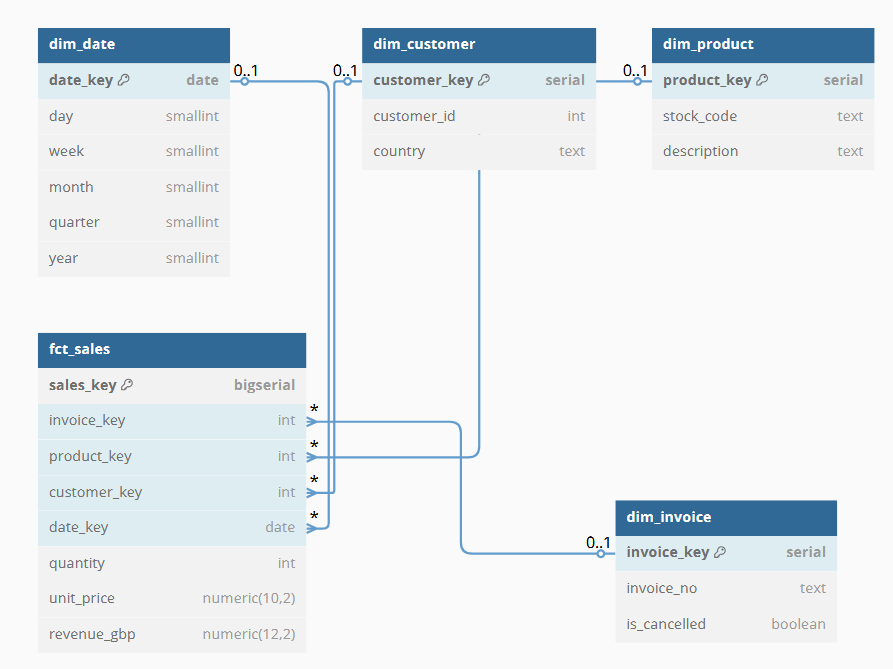 dim_date
date_key date
day smallint
week smallint
month smallint
quarter smallint
year smallint
0..1
0..1
dim_customer
customer_key serial
customer_id int
country text
0..1
dim_product
product_key serial
stock_code text
description text
fct_sales
sales_key bigserial
invoice_key int
*
product_key int
*
customer_key int
*
date_key date
*
quantity int
unit_price numeric(10,2)
revenue_gbp numeric(12,2)
0..1
dim_invoice
invoice_key serial
invoice_no text
is_cancelled boolean